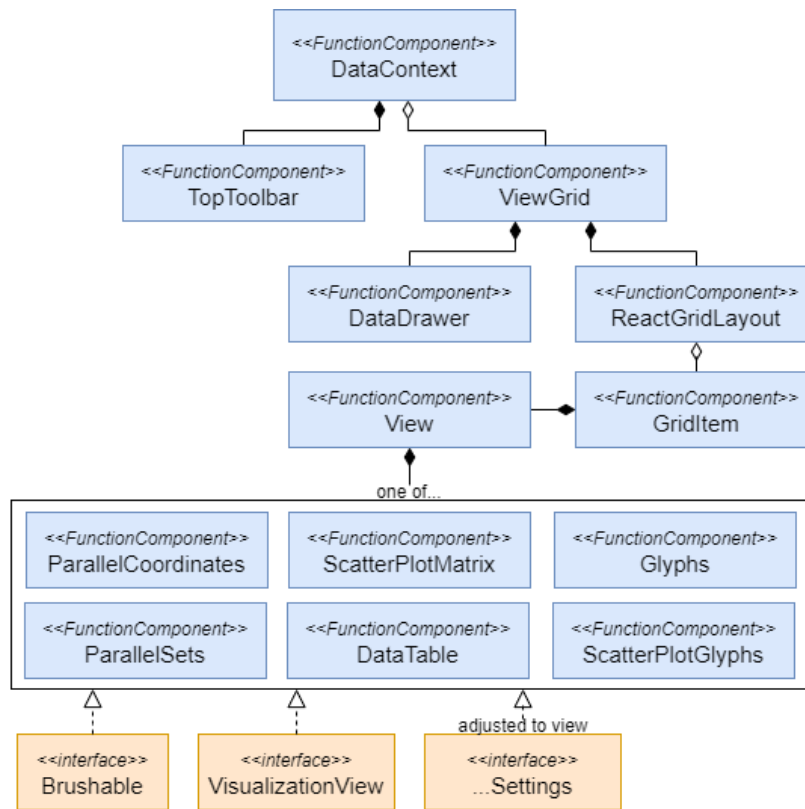 <<FunctionComponent>>
DataContext
<<FunctionComponent>>
TopToolbar
<<FunctionComponent>>
ViewGrid
<<FunctionComponent>>
DataDrawer
<<FunctionComponent>>
ReactGridLayout
<<FunctionComponent>>
View
<<FunctionComponent>>
GridItem
one of...
<<FunctionComponent>>
ParallelCoordinates
<<FunctionComponent>>
ScatterPlotMatrix
<<FunctionComponent>>
Glyphs
<<FunctionComponent>>
ParallelSets
<<FunctionComponent>>
DataTable
<<FunctionComponent>>
ScatterPlotGlyphs
adjusted to view
<<interface>>
Brushable
<<interface>>
VisualizationView
<<interface>>
...Settings